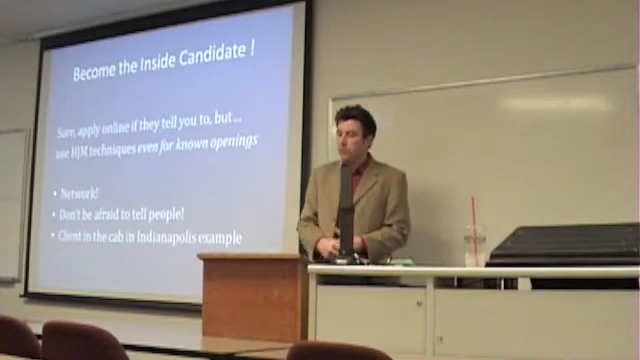 Become the Inside Candidate !
Sure, apply online if they tell you to, but...
use HJM techniques even for known openings
• Network!
• Don't be afraid to tell people!
• Client in the cab in Indianapolis example